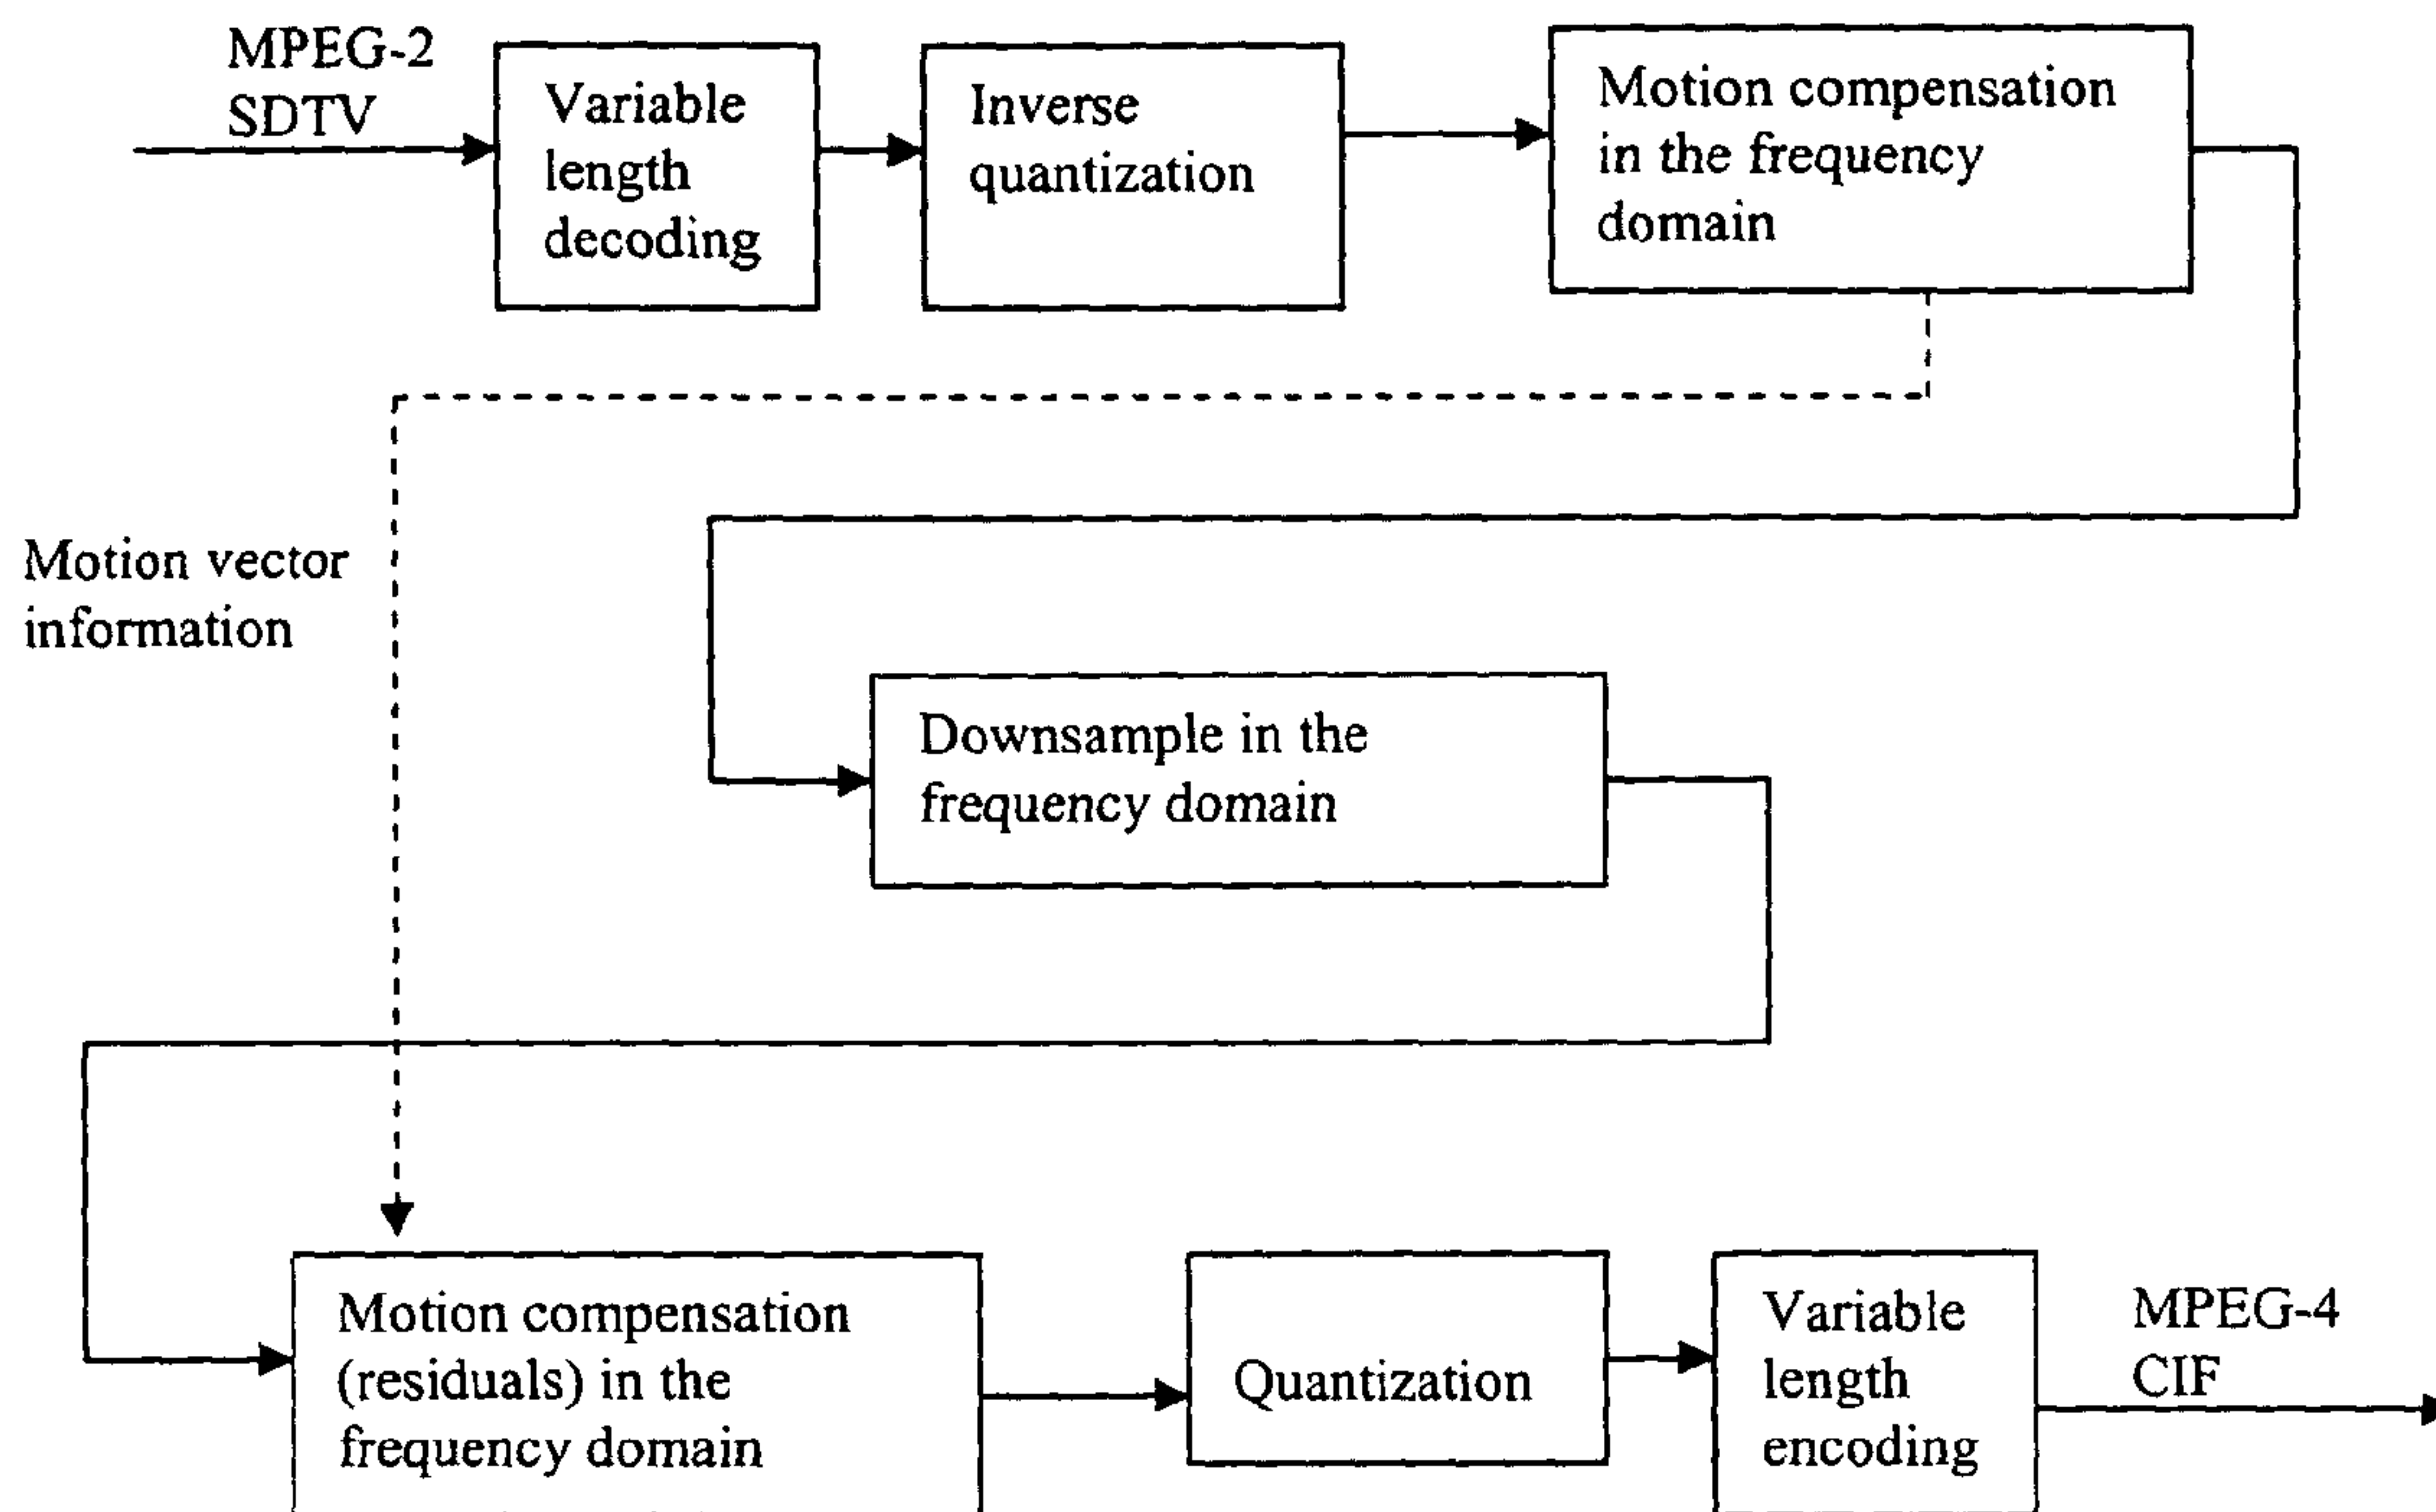 MPEG-2
SDTV
Variable
length
decoding
Inverse
quantization
Motion compensation
in the frequency
domain
Motion vector
information
Downsample in the
frequency domain
Motion compensation
(residuals) in the
frequency domain
Quantization
Variable
length
encoding
MPEG-4
CIF